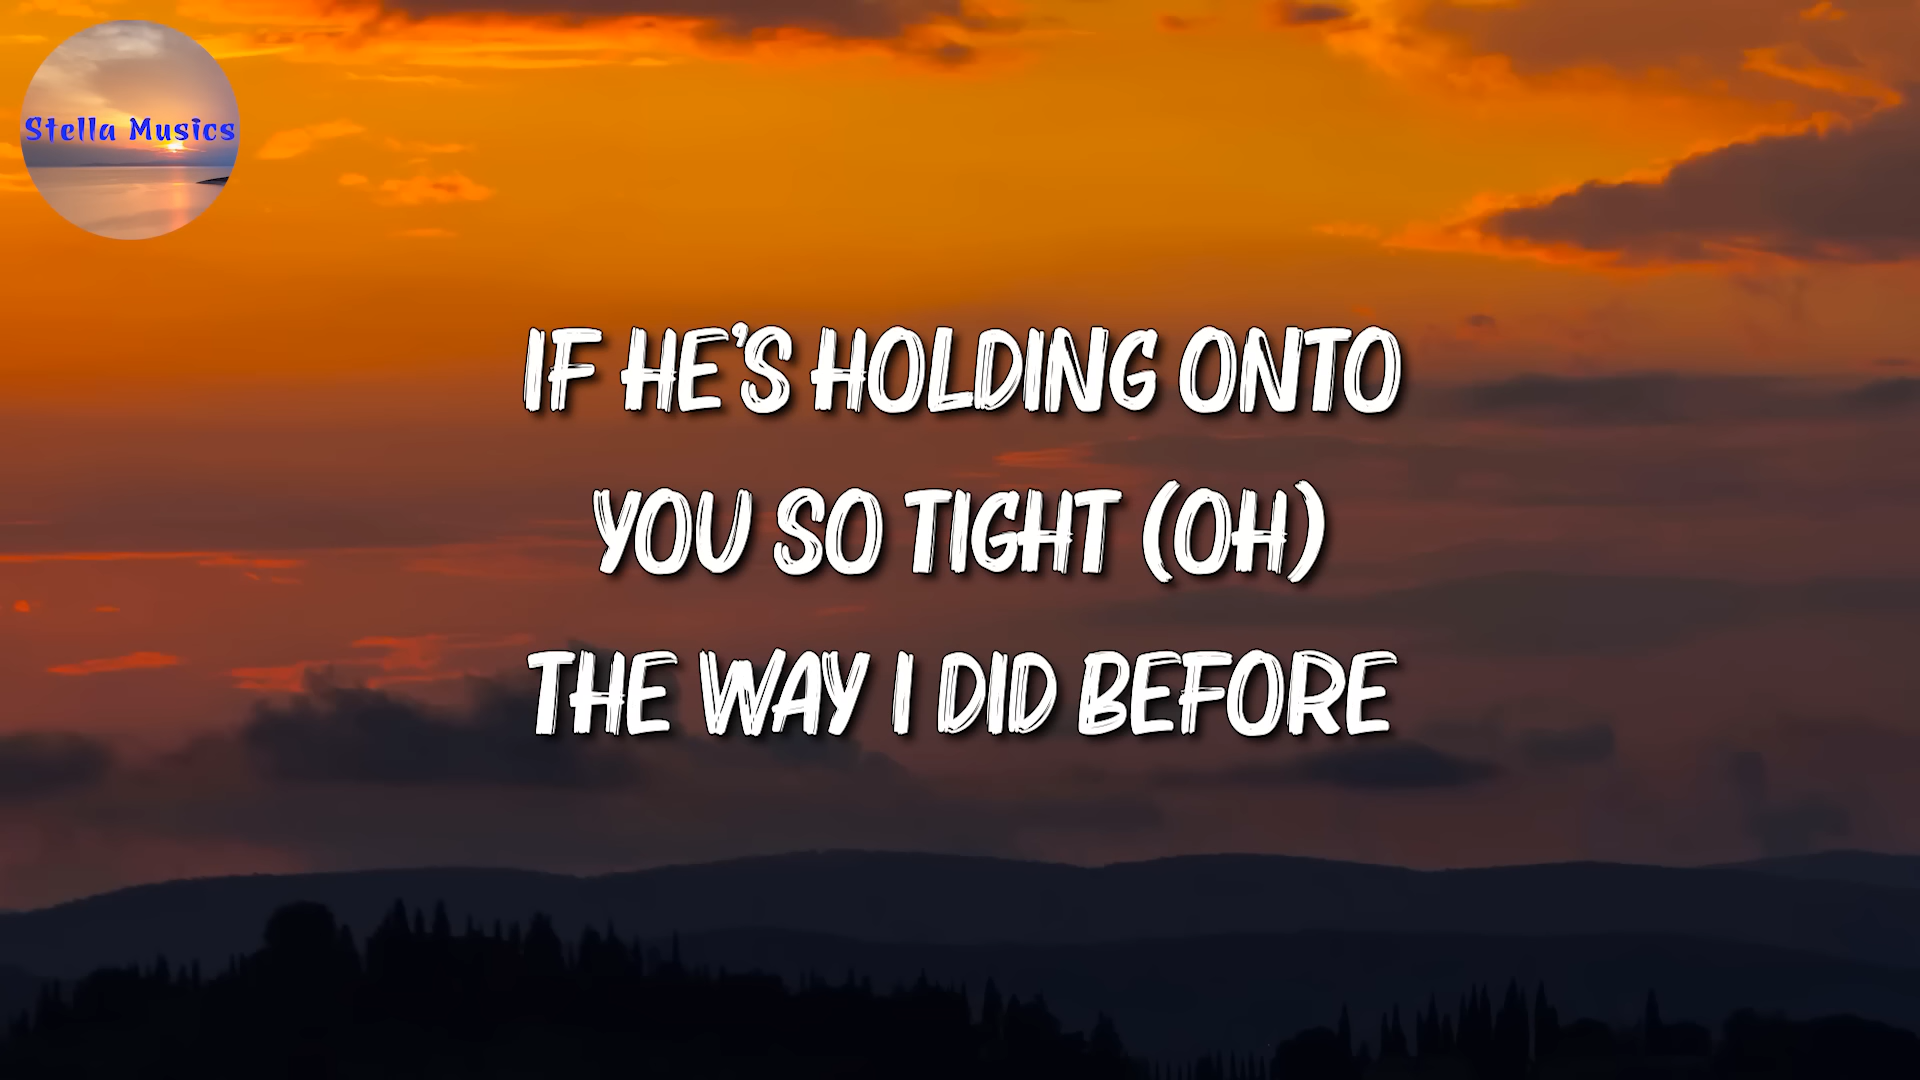 Stella Musics
IF HE'S HOLDING ONTO
YOU SO TIGHT (OH)
THE WAY I DID BEFORE